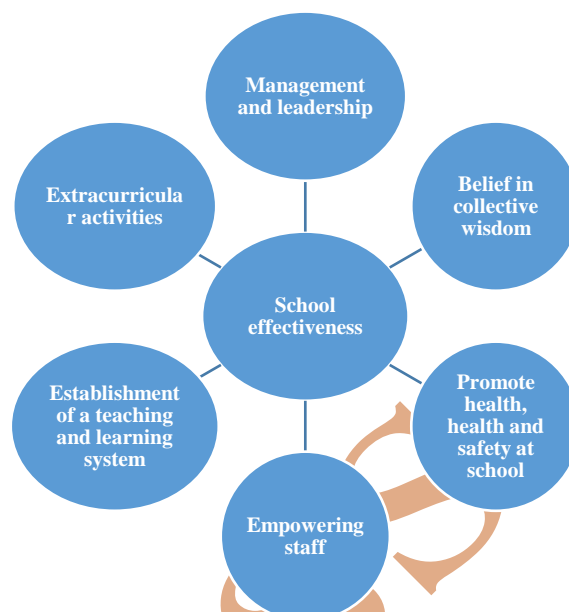 Management
and leadership
Belief in
collective
wisdom
Promote
health,
health and
safety at
school
Empowering
staff
Establishment
of a teaching
and learning
system
Extracurricula
r activities
School
effectiveness